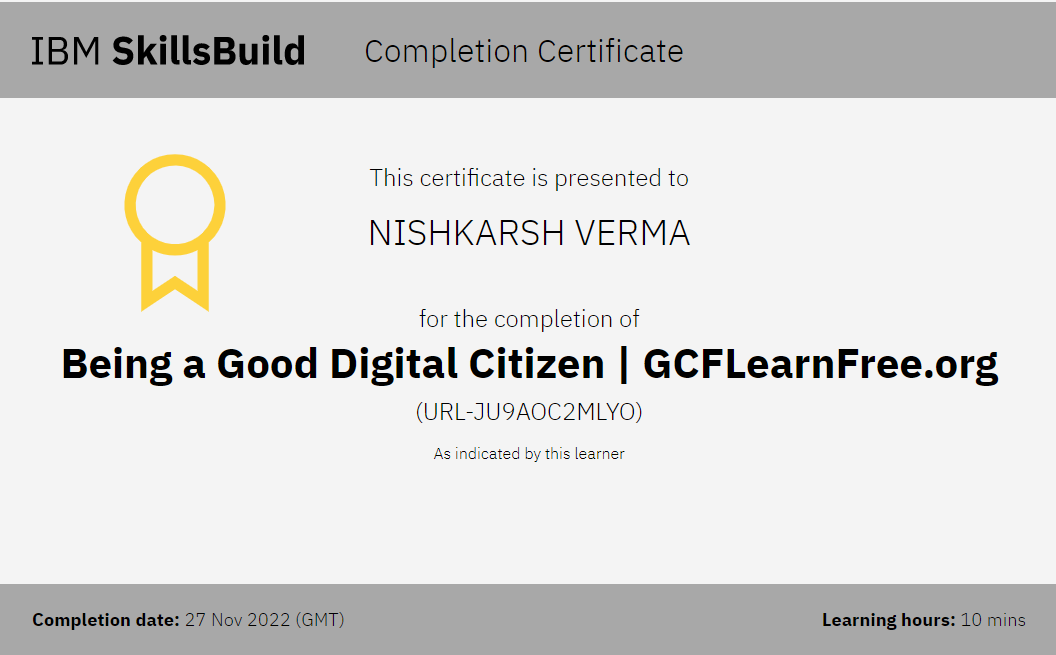 IBM SkillsBuild Completion Certificate
This certificate is presented to
NISHKARSH VERMA
for the completion of
Being a Good Digital Citizen | GCFLearnFree.org
(URL-JU9AOC2MLYO)
As indicated by this learner
Completion date: 27 Nov 2022 (GMT) Learning hours: 10 mins